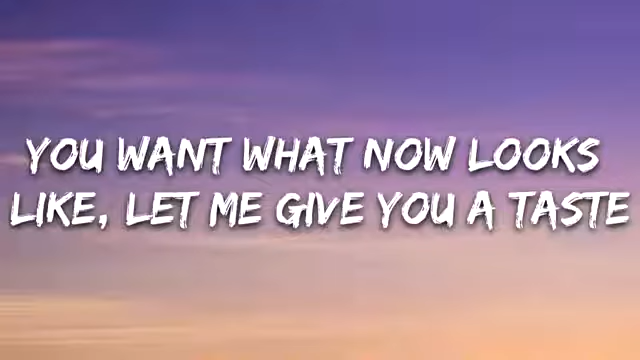 YOU WANT WHAT NOW LOOKS
LIKE, LET ME GIVE YOU A TASTE